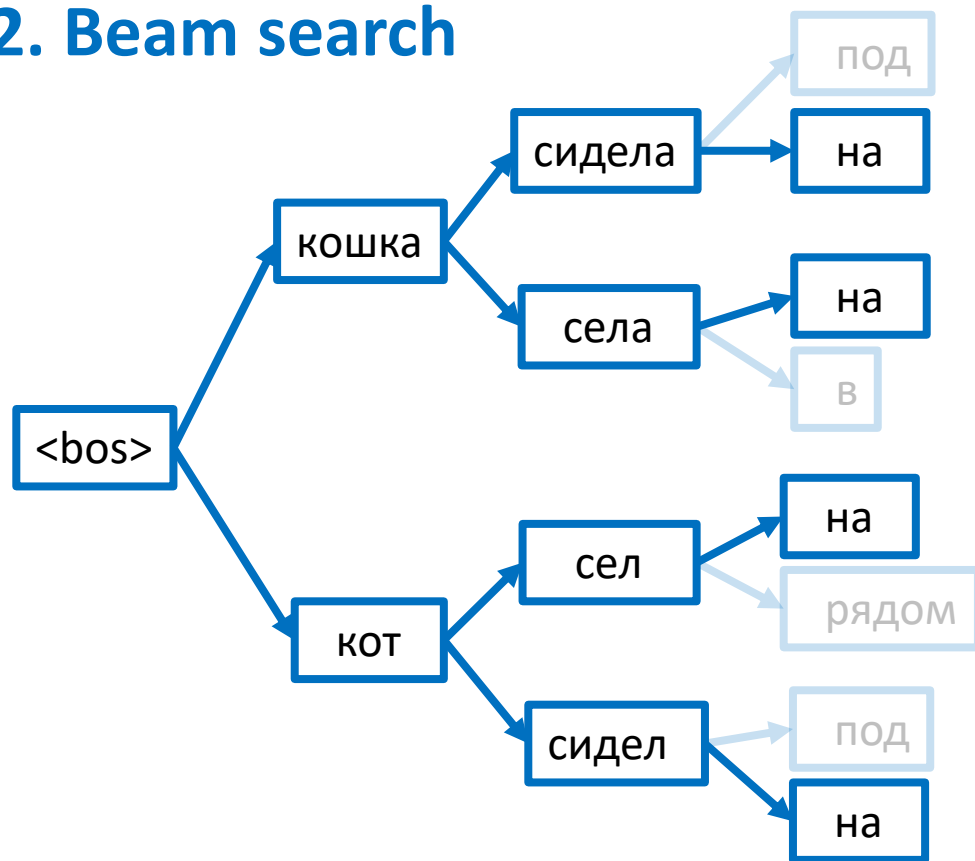 2. Beam search
под
сидела
на
кошка
на
села
в
<bos>
на
сел
рядом
кот
под
сидел
на